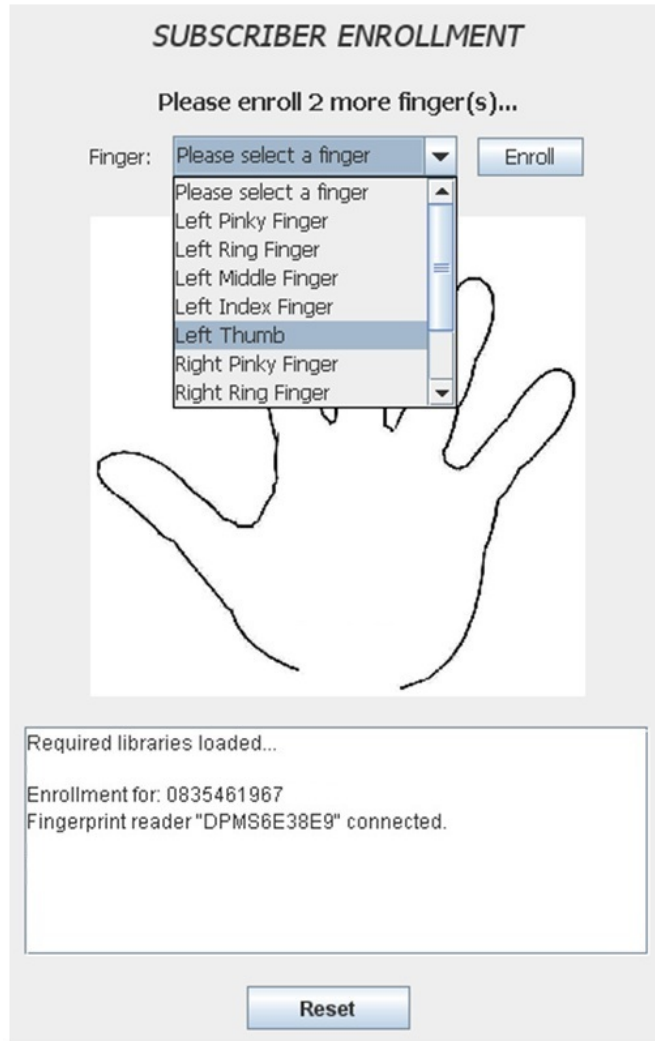 SUBSCRIBER ENROLLMENT
Please enroll 2 more finger(s)...
Finger: Please select a finger Enroll
Please select a finger
Left Pinky Finger
Left Ring Finger
Left Middle Finger
Left Index Finger
Left Thumb
Right Pinky Finger
Right Ring Finger
Required libraries loaded...
Enrollment for: 0835461967
Fingerprint reader "DPMS6E38E9" connected.
Reset